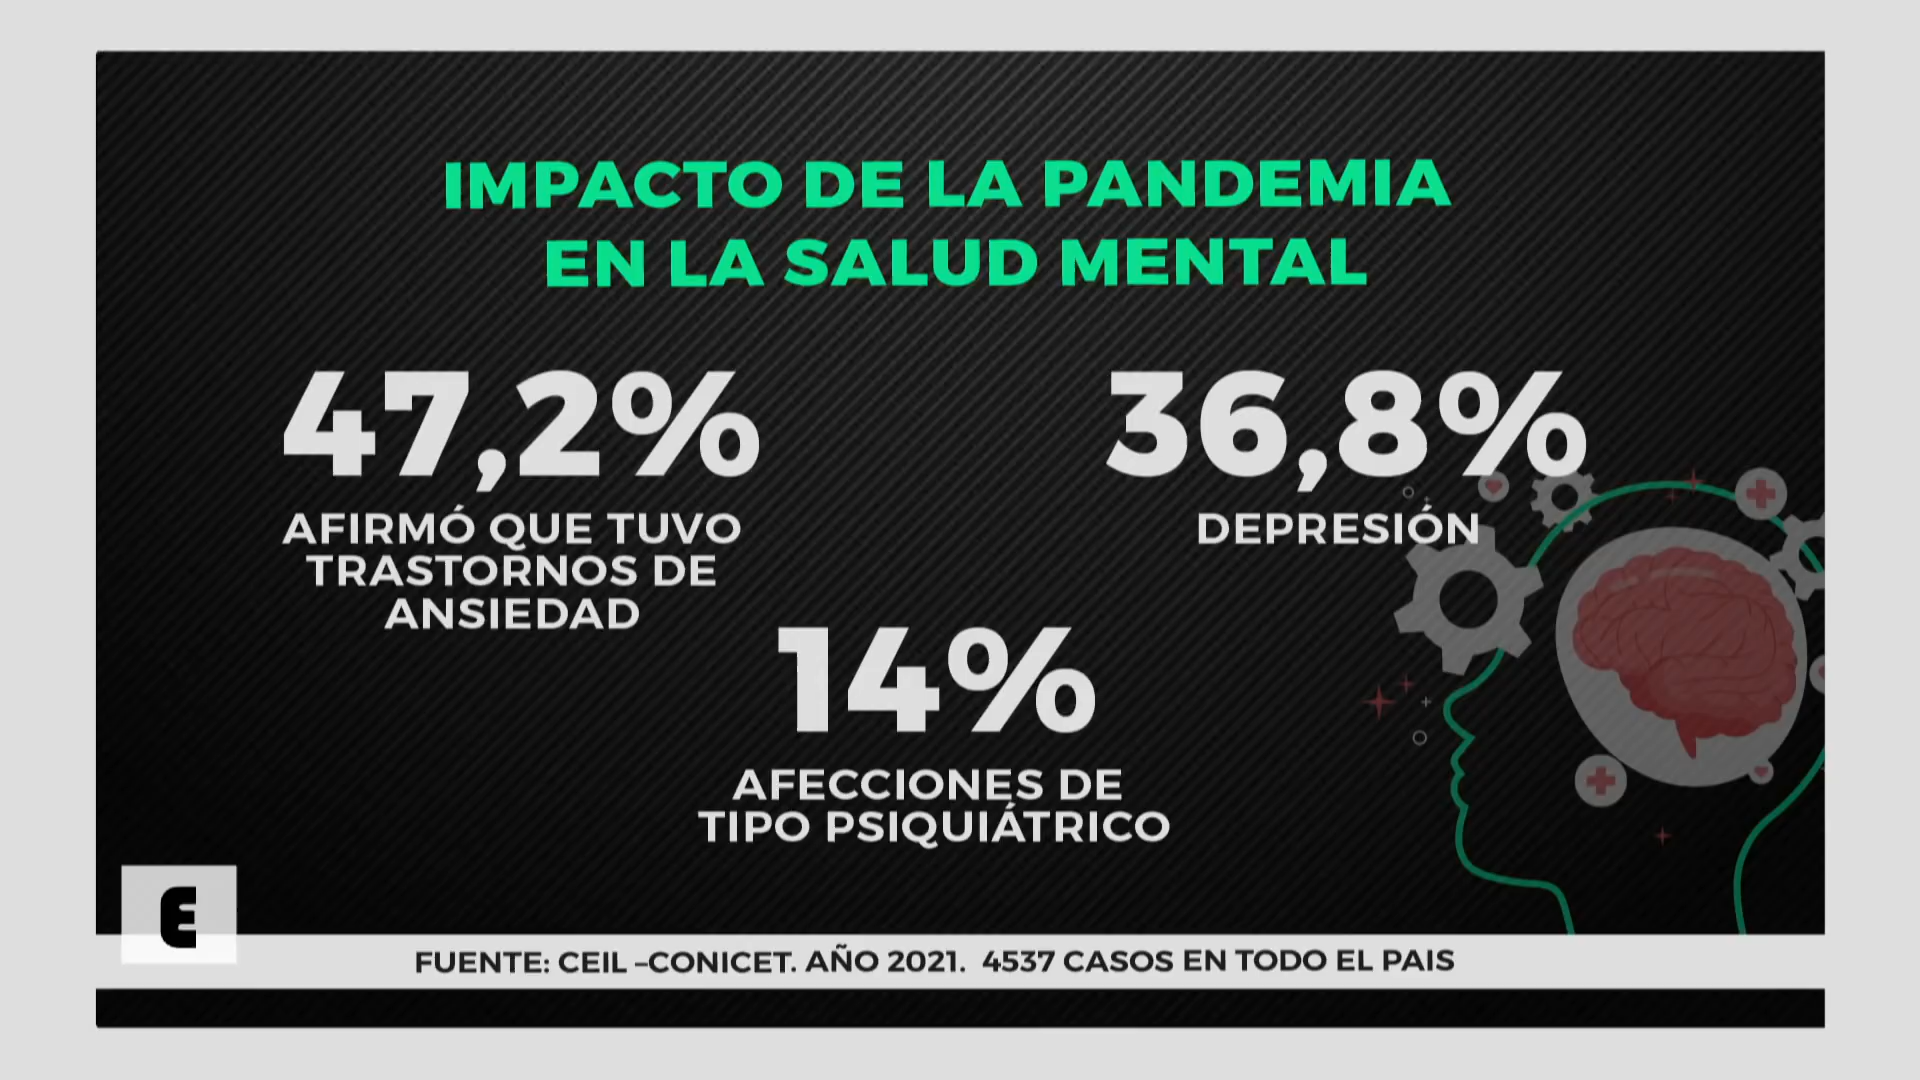 IMPACTO DE LA PANDEMIA
EN LA SALUD MENTAL
47,2%
AFIRMÓ QUE TUVO
TRASTORNOS DE
ANSIEDAD
36,8%
DEPRESIÓN
14%
AFECCIONES DE
TIPO PSIQUIÁTRICO
E
FUENTE: CEIL –CONICET. AÑO 2021. 4537 CASOS EN TODO EL PAIS